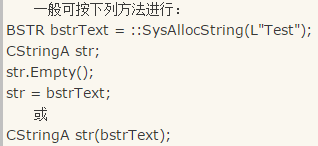 一般可按下列方法进行：
BSTR bstrText = ::SysAllocString(L"Test");
CStringA str;
str.Empty();
str = bstrText;
或
CStringA str(bstrText);